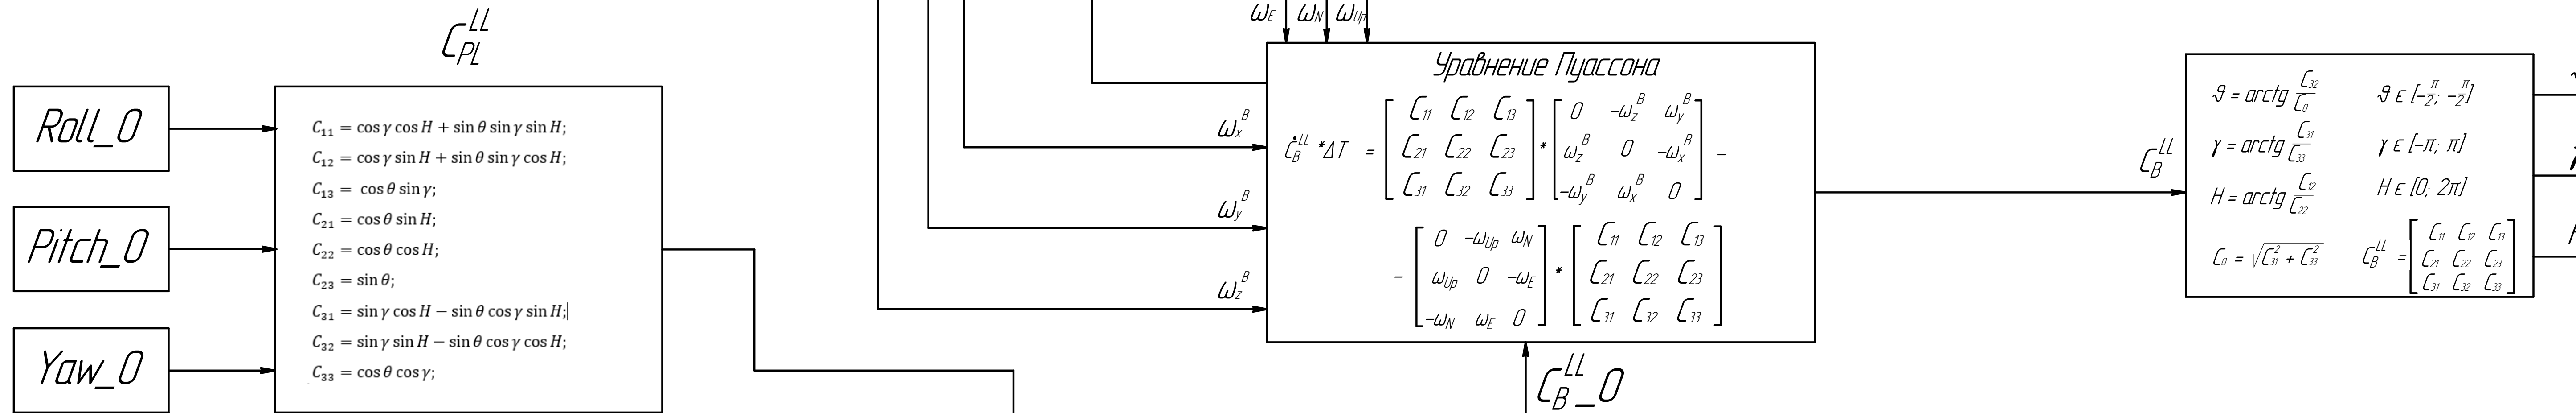 C_PL^LL
Roll_0
Pitch_0
Yaw_0
C₁₁ = cos γ cos H + sin θ sin γ sin H;
C₁₂ = cos γ sin H + sin θ sin γ cos H;
C₁₃ = cos θ sin γ;
C₂₁ = cos θ sin H;
C₂₂ = cos θ cos H;
C₂₃ = sin θ;
C₃₁ = sin γ cos H − sin θ cos γ sin H;
C₃₂ = sin γ sin H − sin θ cos γ cos H;
C₃₃ = cos θ cos γ;
ω_E ω_N ω_Up
ω_x^B
ω_y^B
ω_z^B
Уравнение Пуассона
Ċ_B^LL *ΔT = [C₁₁ C₁₂ C₁₃; C₂₁ C₂₂ C₂₃; C₃₁ C₃₂ C₃₃] * [0 -ω_z^B ω_y^B; ω_z^B 0 -ω_x^B; -ω_y^B ω_x^B 0] −
− [0 -ω_Up ω_N; ω_Up 0 -ω_E; -ω_N ω_E 0] * [C₁₁ C₁₂ C₁₃; C₂₁ C₂₂ C₂₃; C₃₁ C₃₂ C₃₃]
C_B^LL_0
C_B^LL
ϑ = arctg C₃₂/C₀ ϑ ∈ [-π/2; -π/2]
γ = arctg C₃₁/C₃₃ γ ∈ [-π; π]
H = arctg C₁₂/C₂₂ H ∈ [0; 2π]
C₀ = √(C₃₁² + C₃₃²) C_B^LL = [C₁₁ C₁₂ C₁₃; C₂₁ C₂₂ C₂₃; C₃₁ C₃₂ C₃₃]